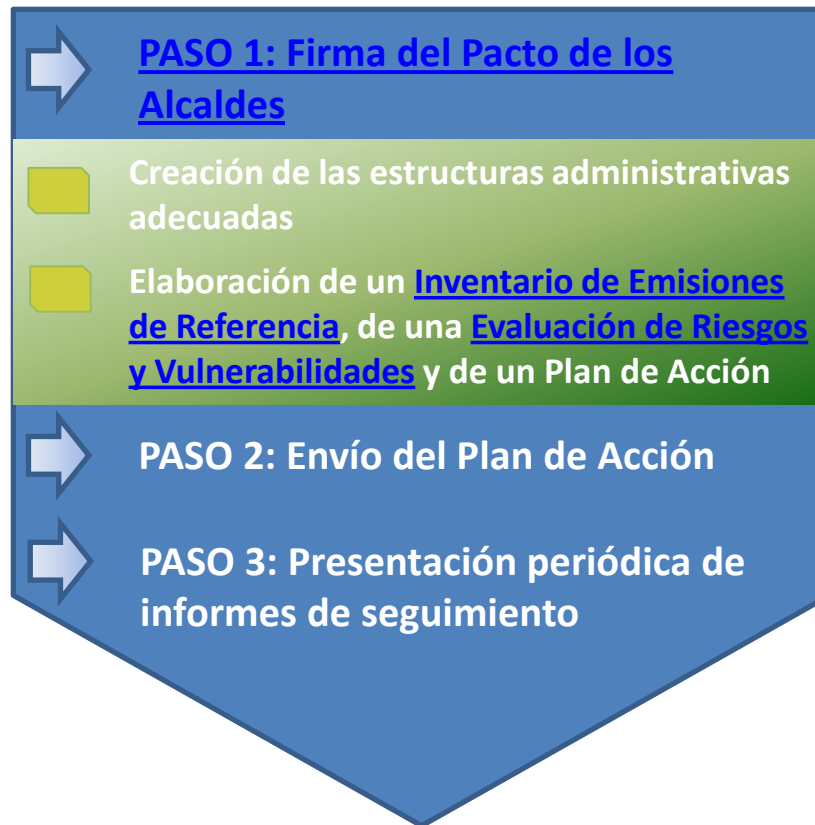 PASO 1: Firma del Pacto de los
Alcaldes
Creación de las estructuras administrativas
adecuadas
Elaboración de un Inventario de Emisiones
de Referencia, de una Evaluación de Riesgos
y Vulnerabilidades y de un Plan de Acción
PASO 2: Envío del Plan de Acción
PASO 3: Presentación periódica de
informes de seguimiento